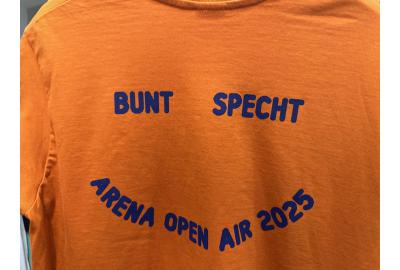 BUNT SPECHT
ARENA OPEN AIR 2025